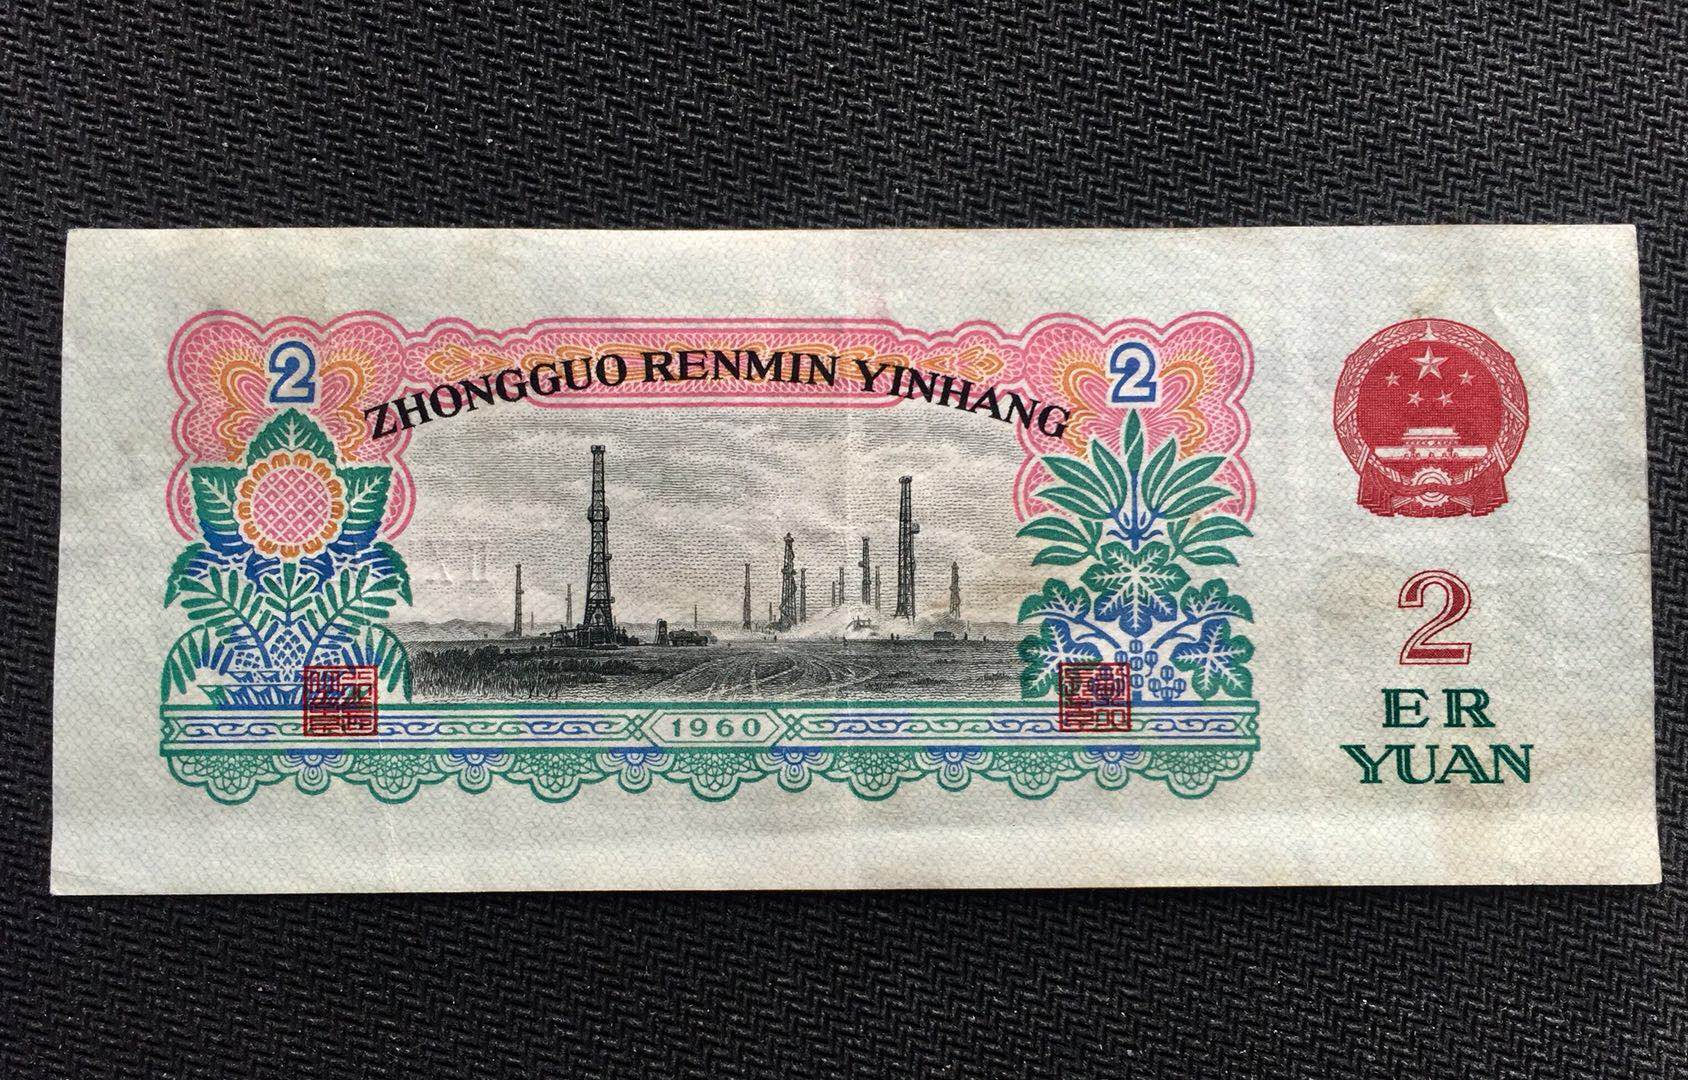 2
2
ZHONGGUO RENMIN YINHANG
1960
2
ER
YUAN